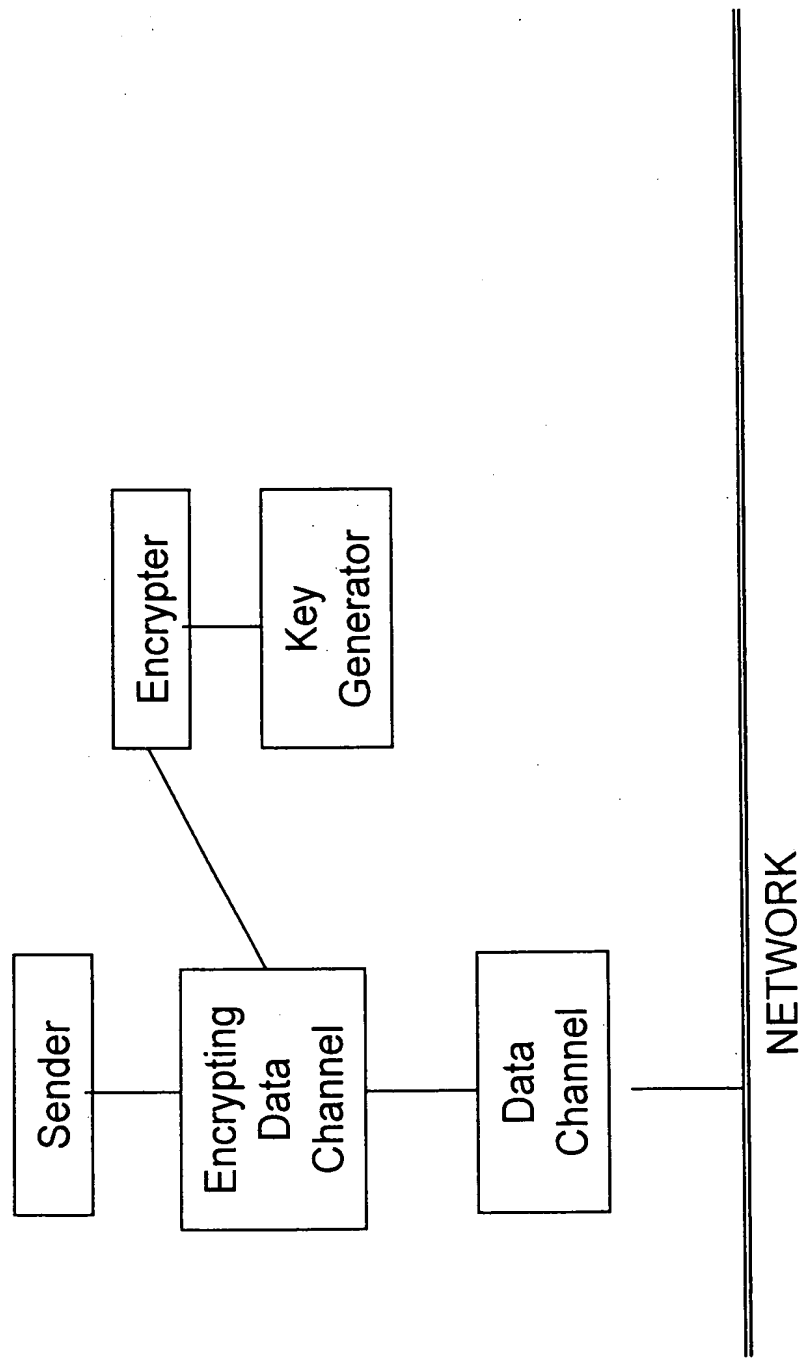 Sender
Encrypting
Data
Channel
Data
Channel
Encrypter
Key
Generator
NETWORK